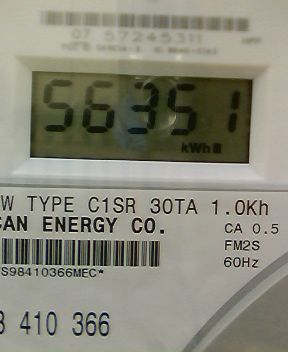 07 57245311
56351
kWh
W TYPE C1SR 30TA 1.0Kh
CAN ENERGY CO.
CA 0.5
FM2S
60Hz
S98410366MEC*
410 366